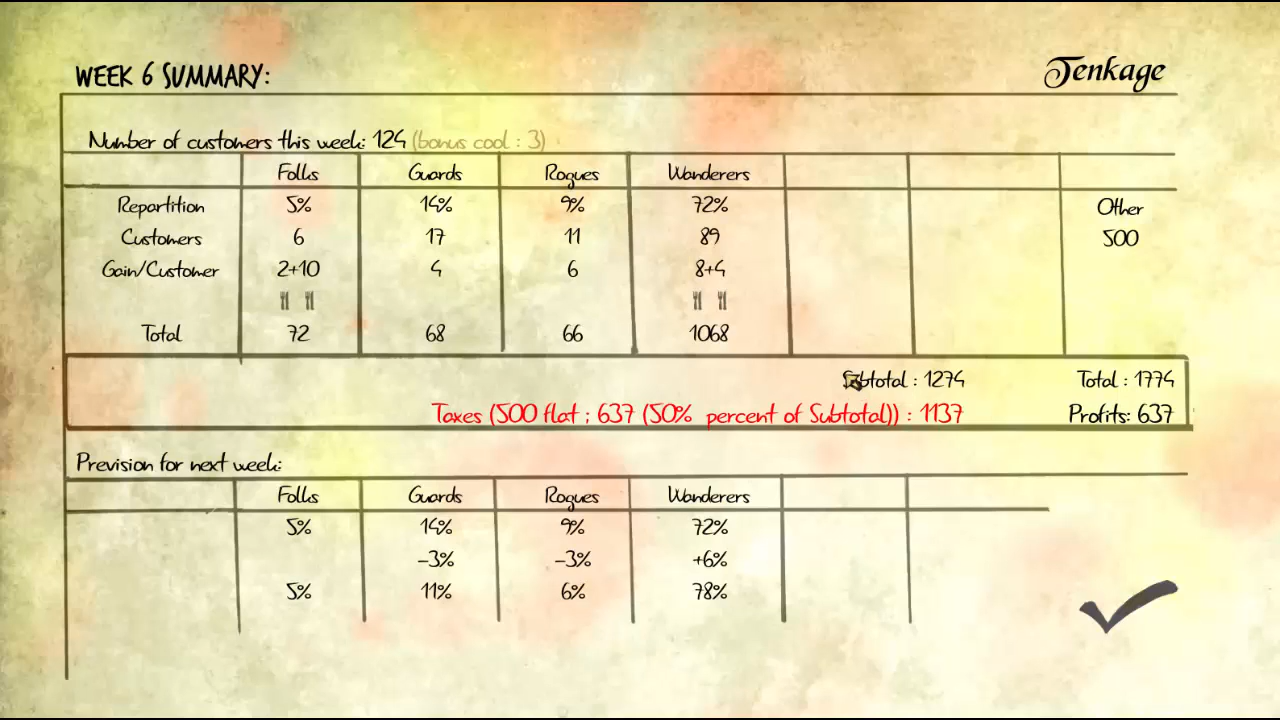 WEEK 6 SUMMARY:
Tenkage
Number of customers this week: 124 (bonus cool : 3)
Folks Guards Rogues Wanderers
Repartition 5% 14% 9% 72% Other
Customers 6 17 11 89 500
Gain/Customer 2+10 4 6 8+4
Total 72 68 66 1068
Subtotal : 1274 Total : 1774
Taxes (500 flat ; 637 (50% percent of Subtotal)) : 1137 Profits: 637
Prevision for next week:
Folks Guards Rogues Wanderers
5% 14% 9% 72%
-3% -3% +6%
5% 11% 6% 78%